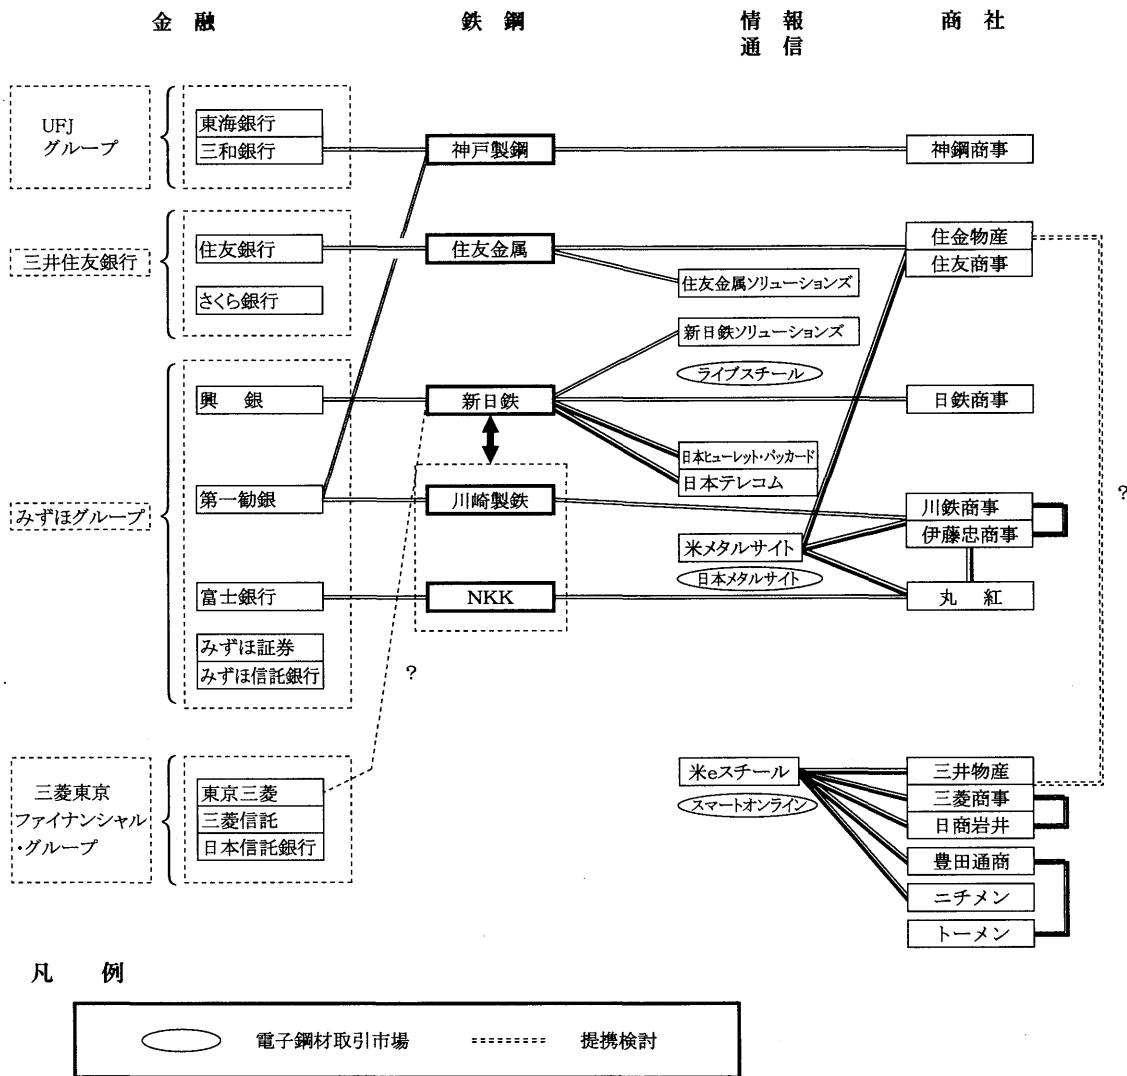 金　融
鉄　鋼
情　報
通　信
商　社
UFJ
グループ
東海銀行
三和銀行
神戸製鋼
神鋼商事
三井住友銀行
住友銀行
さくら銀行
住友金属
住友金属ソリューションズ
住金物産
住友商事
みずほグループ
興　銀
第一勧銀
富士銀行
みずほ証券
みずほ信託銀行
新日鉄
川崎製鉄
NKK
?
新日鉄ソリューションズ
ライブスチール
日本ヒューレット・パッカード
日本テレコム
米メタルサイト
日本メタルサイト
日鉄商事
川鉄商事
伊藤忠商事
丸　紅
?
三菱東京
ファイナンシャル
・グループ
東京三菱
三菱信託
日本信託銀行
米eスチール
スマートオンライン
三井物産
三菱商事
日商岩井
豊田通商
ニチメン
トーメン
凡　例
電子鋼材取引市場
提携検討